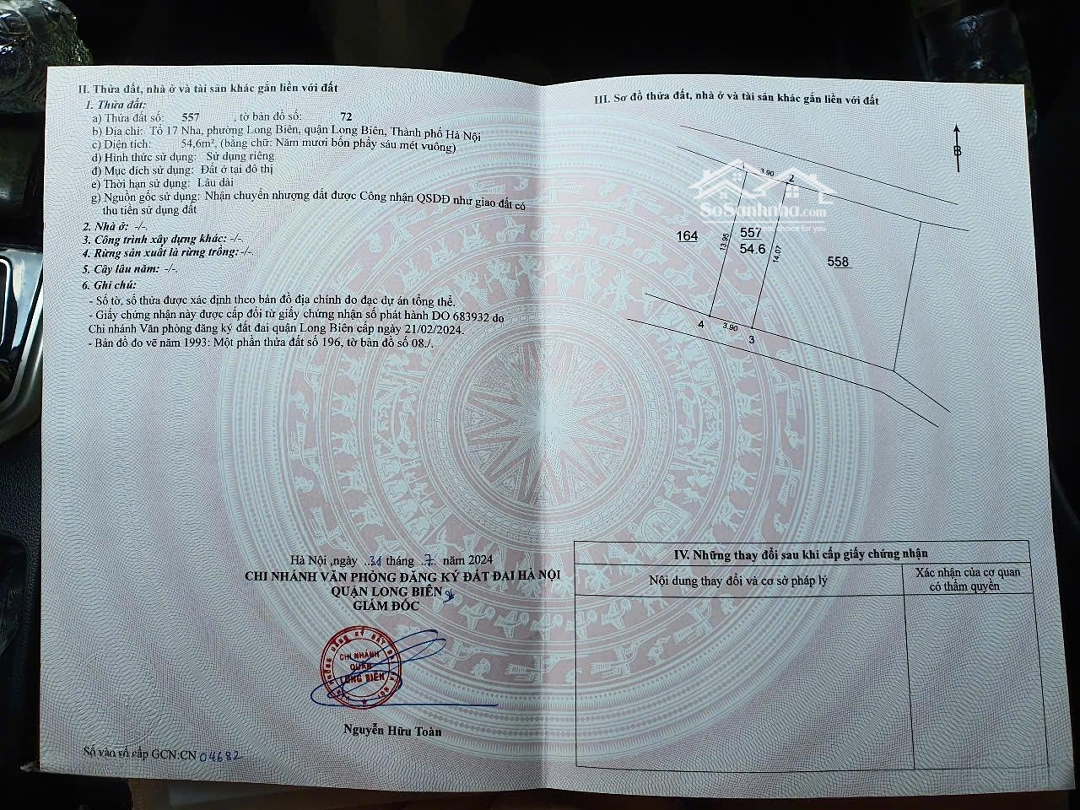 II. Thửa đất, nhà ở và tài sản khác gắn liền với đất
1. Thửa đất:
a) Thửa đất số: 557 , tờ bản đồ số: 72
b) Địa chỉ: Tổ 17 Nha, phường Long Biên, quận Long Biên, Thành phố Hà Nội
c) Diện tích: 54,6m², (bằng chữ: Năm mươi bốn phẩy sáu mét vuông)
d) Hình thức sử dụng: Sử dụng riêng
đ) Mục đích sử dụng: Đất ở tại đô thị
e) Thời hạn sử dụng: Lâu dài
g) Nguồn gốc sử dụng: Nhận chuyển nhượng đất được Công nhận QSDĐ như giao đất có
thu tiền sử dụng đất
2. Nhà ở: -/-.
3. Công trình xây dựng khác: -/-.
4. Rừng sản xuất là rừng trồng: -/-.
5. Cây lâu năm: -/-.
6. Ghi chú:
- Số tờ, số thửa được xác định theo bản đồ địa chính do đạc dự án tổng thể.
- Giấy chứng nhận này được cấp đổi từ giấy chứng nhận số phát hành DO 683932 do
Chi nhánh Văn phòng đăng ký đất đai quận Long Biên cấp ngày 21/02/2024.
- Bản đồ đo vẽ năm 1993: Một phần thửa đất số 196, tờ bản đồ số 08./.
Hà Nội ,ngày ..31 tháng .7. năm 2024
CHI NHÁNH VĂN PHÒNG ĐĂNG KÝ ĐẤT ĐAI HÀ NỘI
QUẬN LONG BIÊN
GIÁM ĐỐC
CHI NHÁNH
QUẬN
LONG BIÊN
Nguyễn Hữu Toàn
Số vào sổ cấp GCN:CN 04682
III. Sơ đồ thửa đất, nhà ở và tài sản khác gắn liền với đất
B
1 3.90 2
SoSanhnha.com
164
13.95
557
54.6
14.07
558
4 3.90 3
IV. Những thay đổi sau khi cấp giấy chứng nhận
Nội dung thay đổi và cơ sở pháp lý
Xác nhận của cơ quan
có thẩm quyền